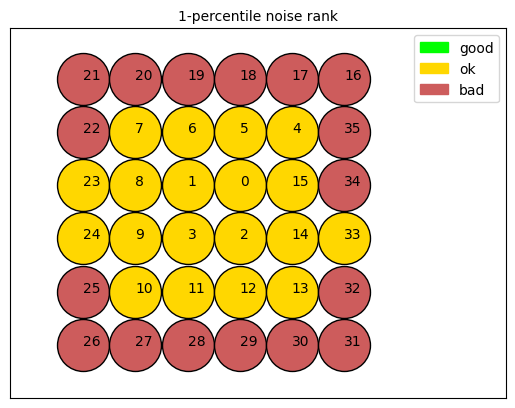 1-percentile noise rank
good
ok
bad
21 20 19 18 17 16
22 7 6 5 4 35
23 8 1 0 15 34
24 9 3 2 14 33
25 10 11 12 13 32
26 27 28 29 30 31